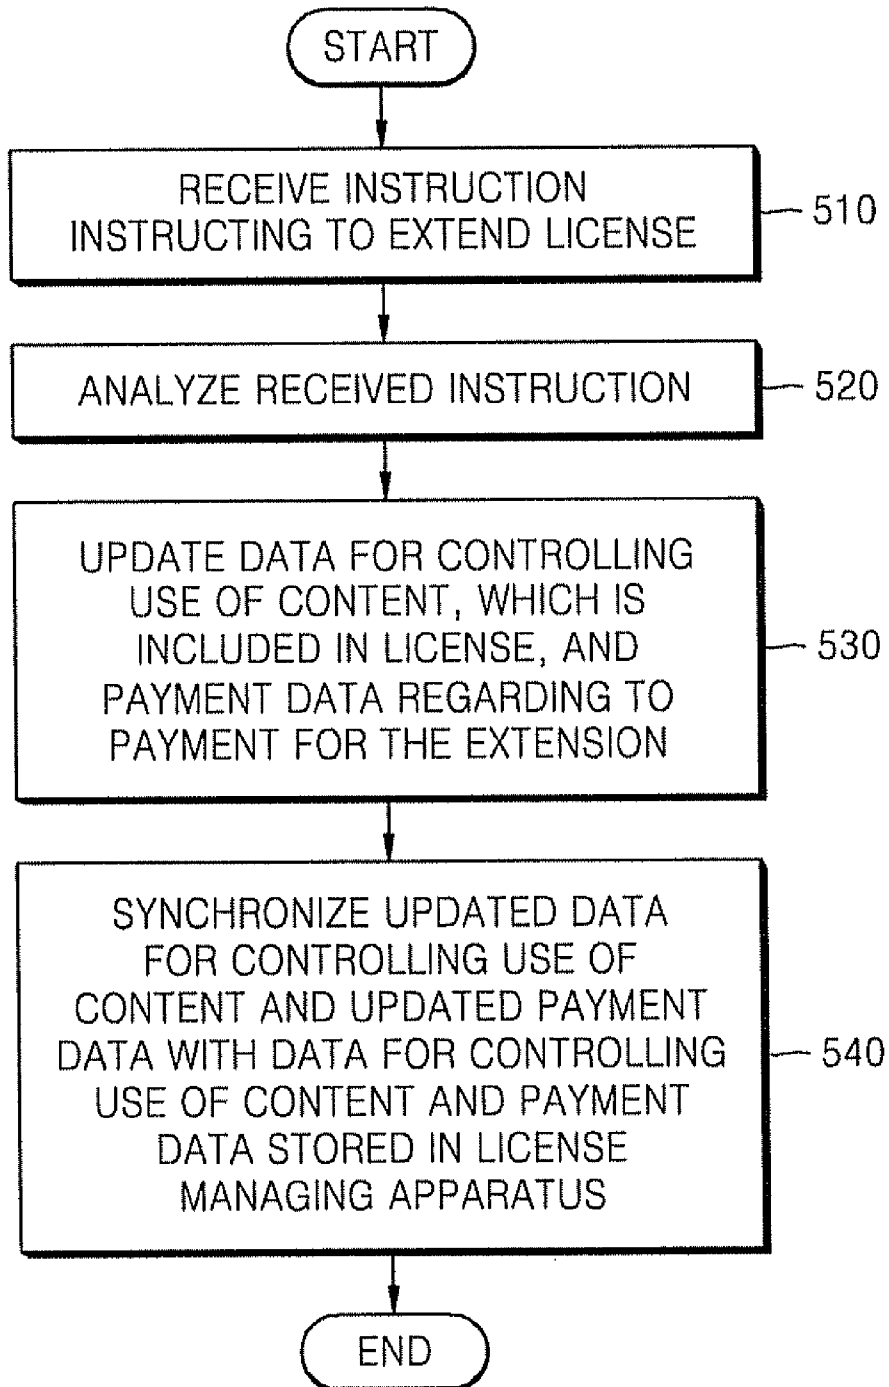 START
RECEIVE INSTRUCTION
INSTRUCTING TO EXTEND LICENSE
510
ANALYZE RECEIVED INSTRUCTION
520
UPDATE DATA FOR CONTROLLING
USE OF CONTENT, WHICH IS
INCLUDED IN LICENSE, AND
PAYMENT DATA REGARDING TO
PAYMENT FOR THE EXTENSION
530
SYNCHRONIZE UPDATED DATA
FOR CONTROLLING USE OF
CONTENT AND UPDATED PAYMENT
DATA WITH DATA FOR CONTROLLING
USE OF CONTENT AND PAYMENT
DATA STORED IN LICENSE
MANAGING APPARATUS
540
END